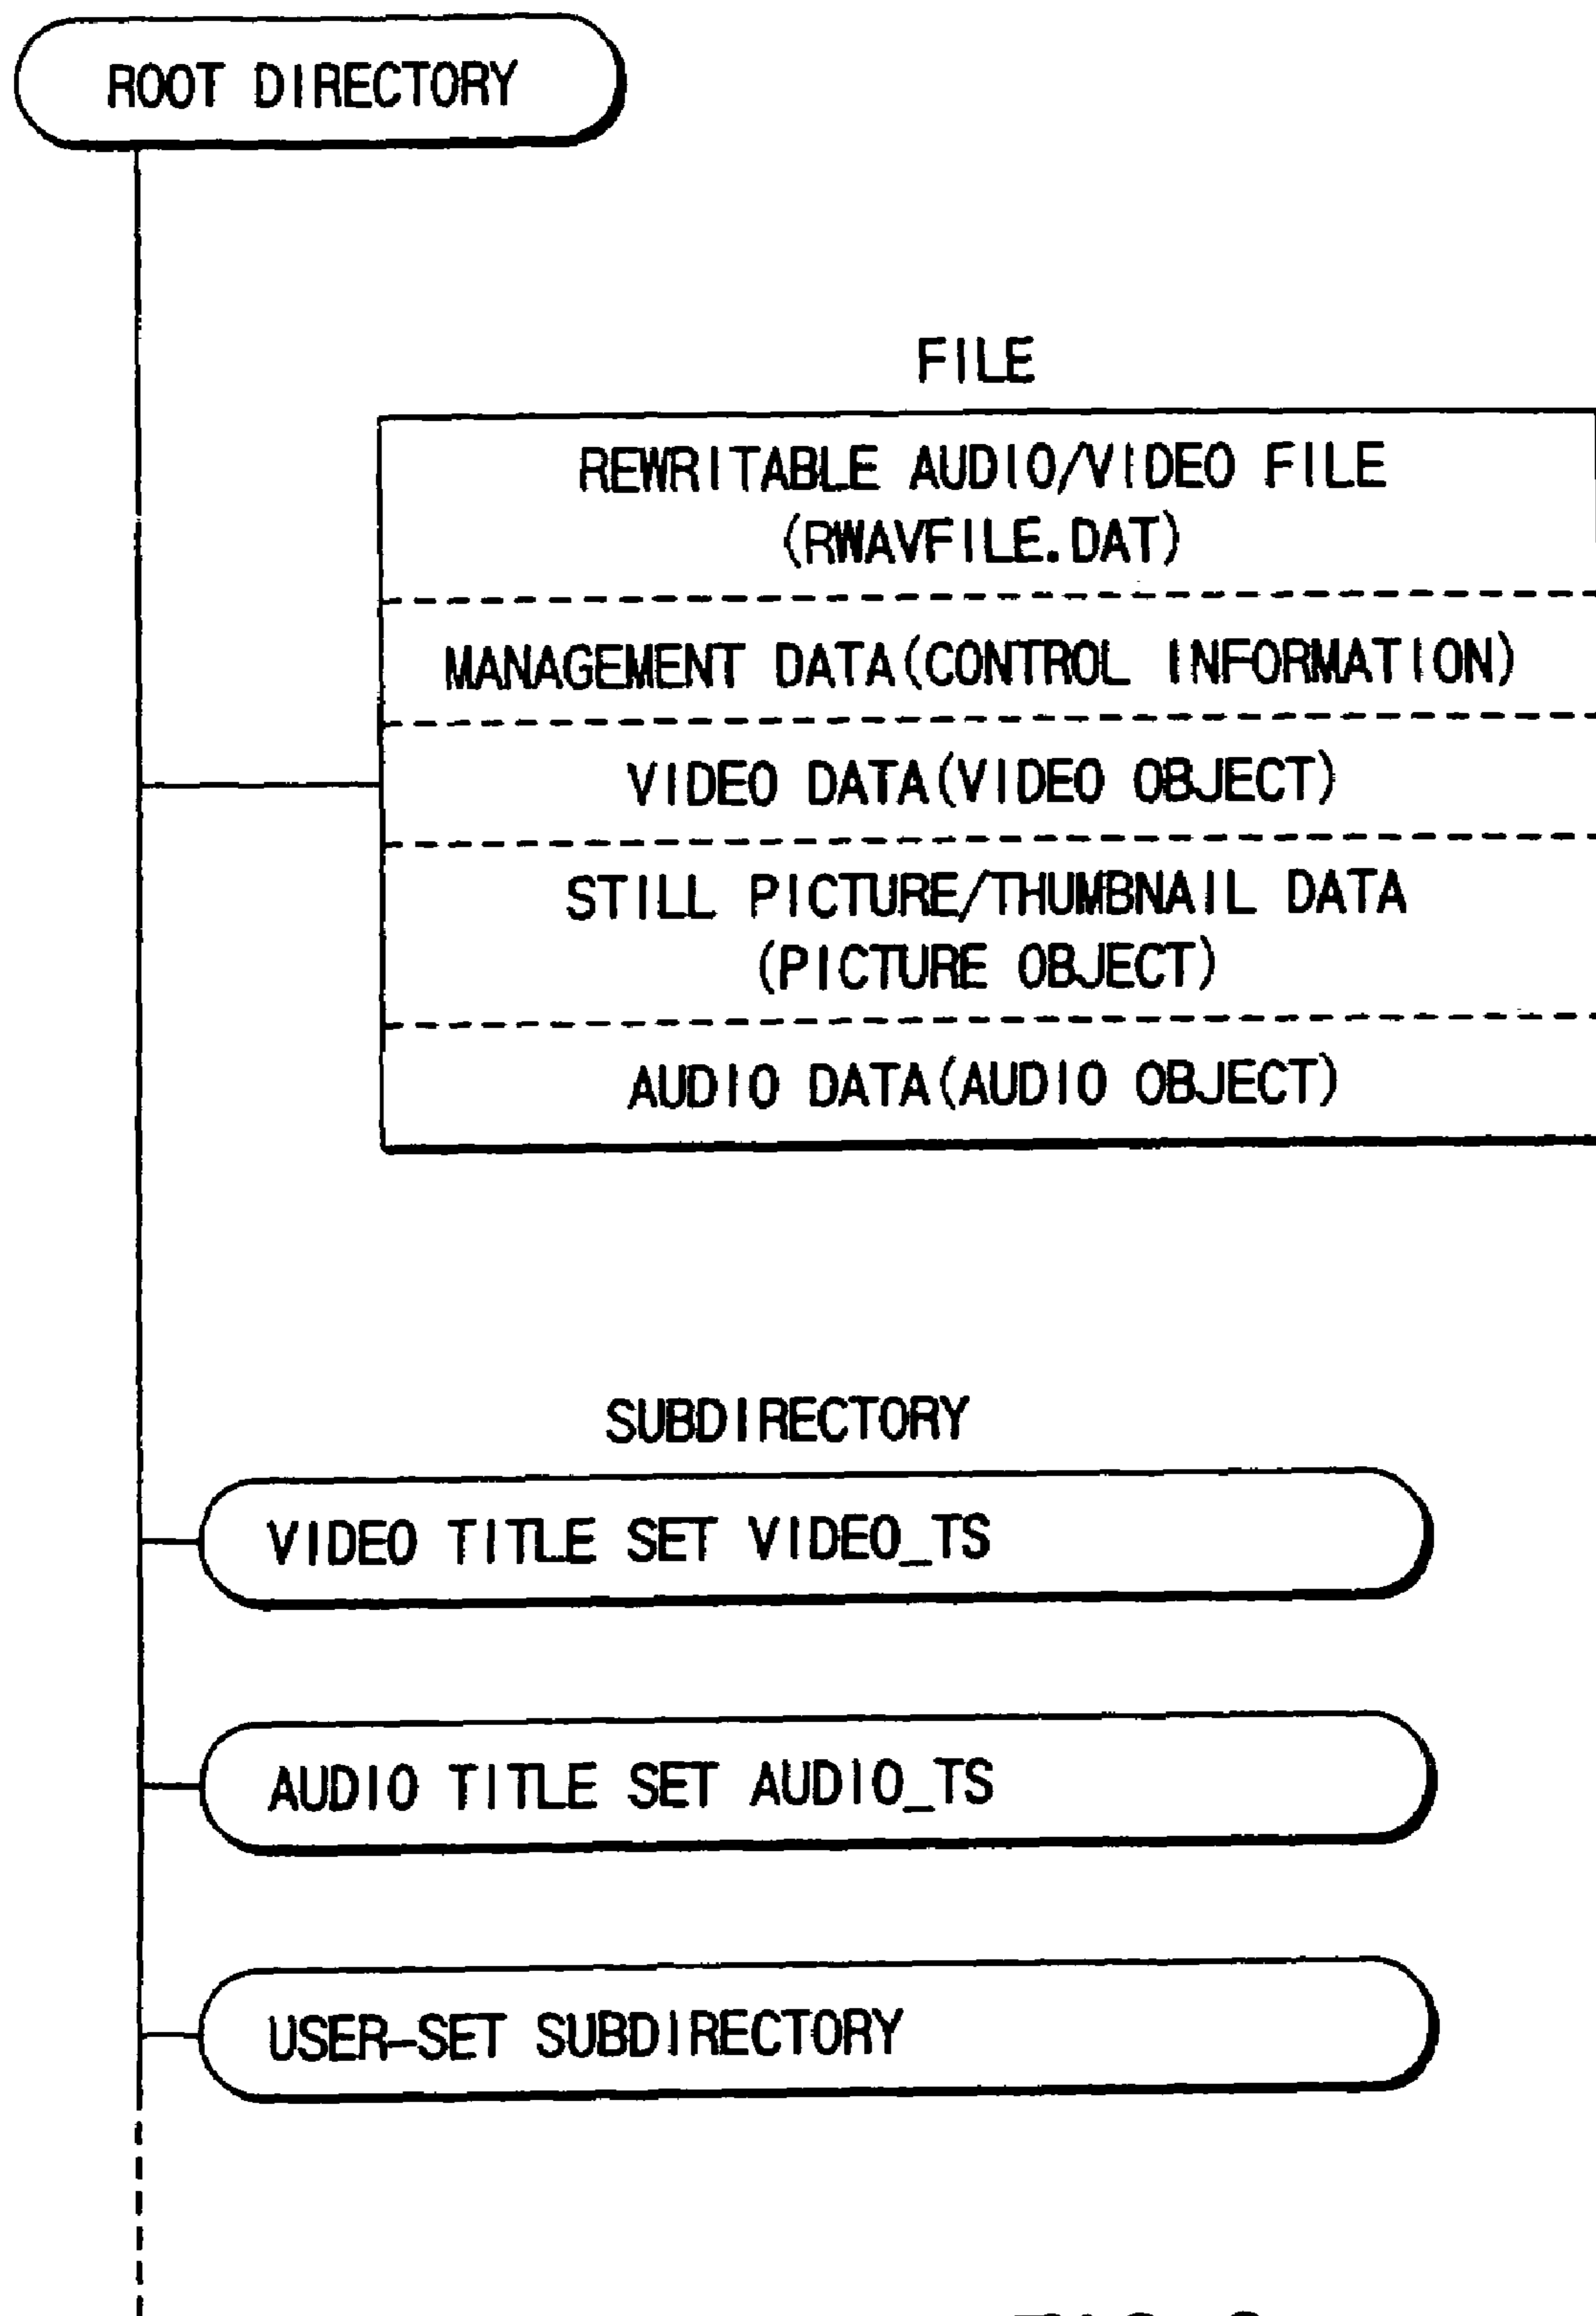 ROOT DIRECTORY
FILE
REWRITABLE AUDIO/VIDEO FILE
(RWAVFILE.DAT)
MANAGEMENT DATA(CONTROL INFORMATION)
VIDEO DATA(VIDEO OBJECT)
STILL PICTURE/THUMBNAIL DATA
(PICTURE OBJECT)
AUDIO DATA(AUDIO OBJECT)
SUBDIRECTORY
VIDEO TITLE SET VIDEO_TS
AUDIO TITLE SET AUDIO_TS
USER-SET SUBDIRECTORY